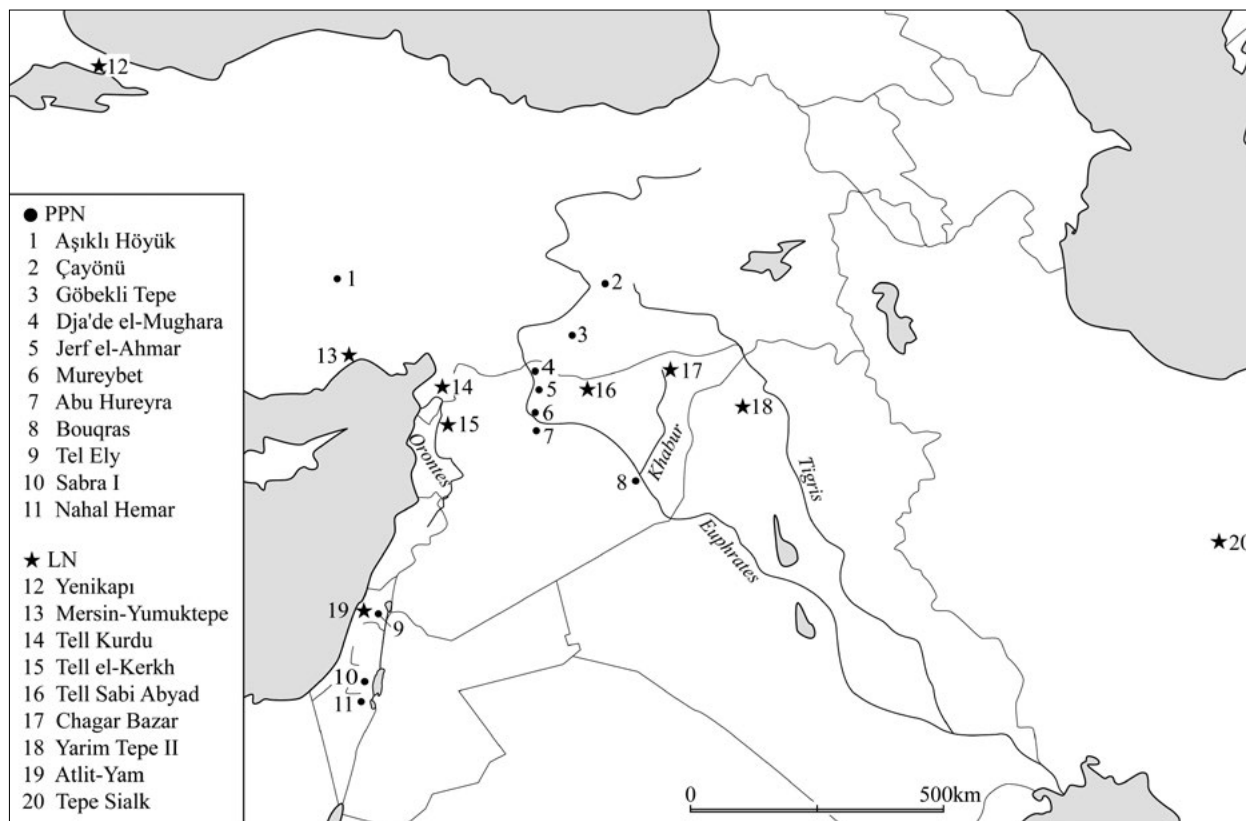 12
● PPN
1 Aşıklı Höyük
2 Çayönü
3 Göbekli Tepe
4 Dja'de el-Mughara
5 Jerf el-Ahmar
6 Mureybet
7 Abu Hureyra
8 Bouqras
9 Tel Ely
10 Sabra I
11 Nahal Hemar
★ LN
12 Yenikapı
13 Mersin-Yumuktepe
14 Tell Kurdu
15 Tell el-Kerkh
16 Tell Sabi Abyad
17 Chagar Bazar
18 Yarim Tepe II
19 Atlit-Yam
20 Tepe Sialk
1
2
3
13
4
17
14
5
16
18
6
15
7
Orontes
Khabur
Tigris
8
Euphrates
20
19
9
10
11
0
500km